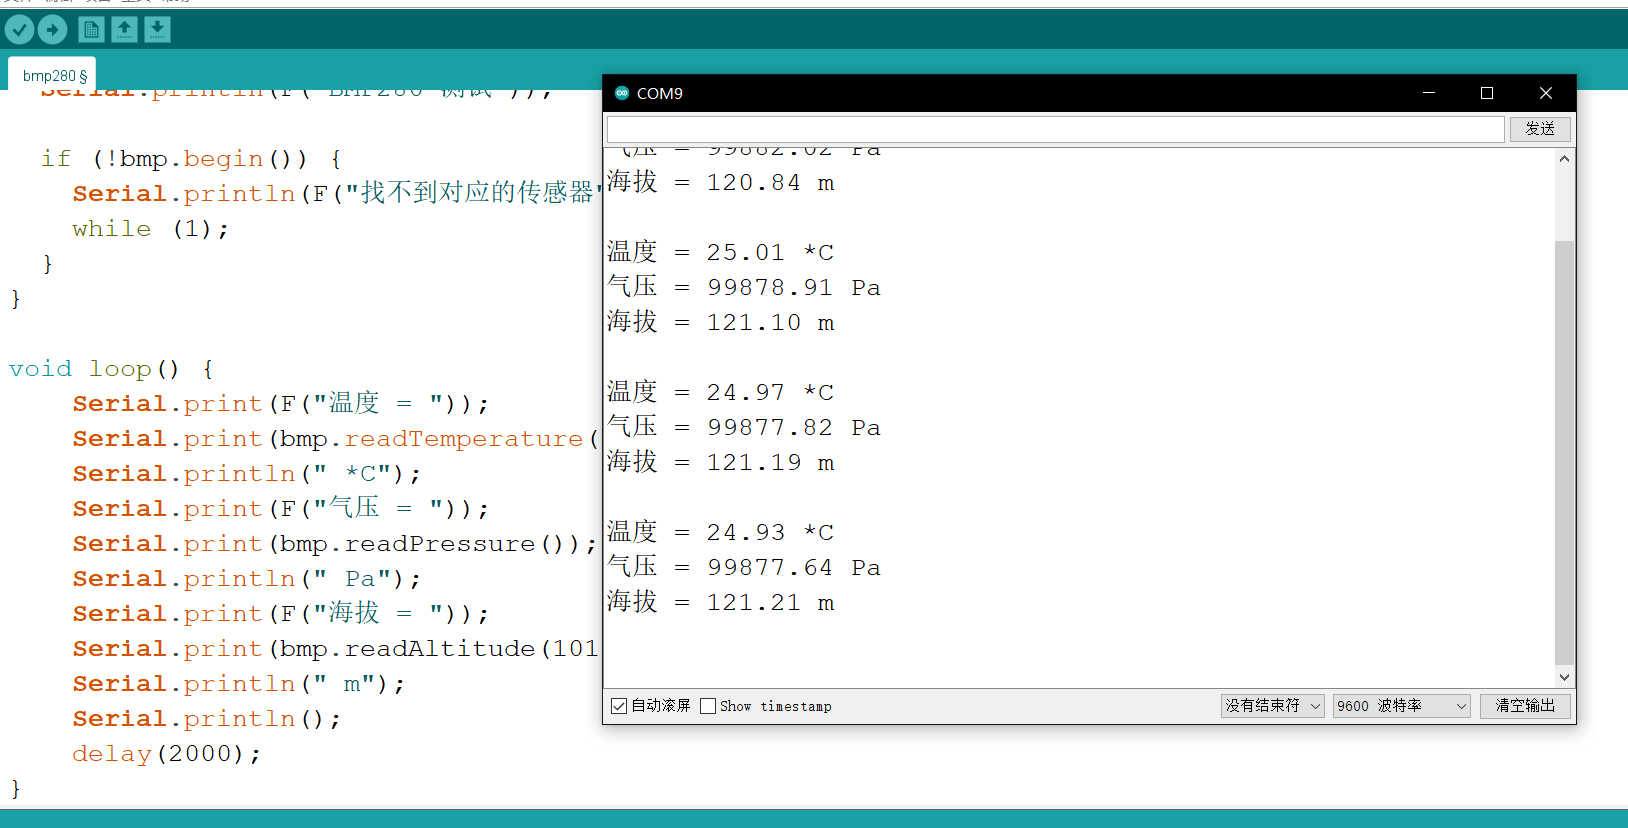 bmp280 §
Serial.println(F("BMP280 测试"));
if (!bmp.begin()) {
Serial.println(F("找不到对应的传感器"
while (1);
}
}
void loop() {
Serial.print(F("温度 = "));
Serial.print(bmp.readTemperature(
Serial.println(" *C");
Serial.print(F("气压 = "));
Serial.print(bmp.readPressure());
Serial.println(" Pa");
Serial.print(F("海拔 = "));
Serial.print(bmp.readAltitude(101
Serial.println(" m");
Serial.println();
delay(2000);
}
COM9
发送
气压 = 99882.02 Pa
海拔 = 120.84 m
温度 = 25.01 *C
气压 = 99878.91 Pa
海拔 = 121.10 m
温度 = 24.97 *C
气压 = 99877.82 Pa
海拔 = 121.19 m
温度 = 24.93 *C
气压 = 99877.64 Pa
海拔 = 121.21 m
自动滚屏 Show timestamp 没有结束符 9600 波特率 清空输出